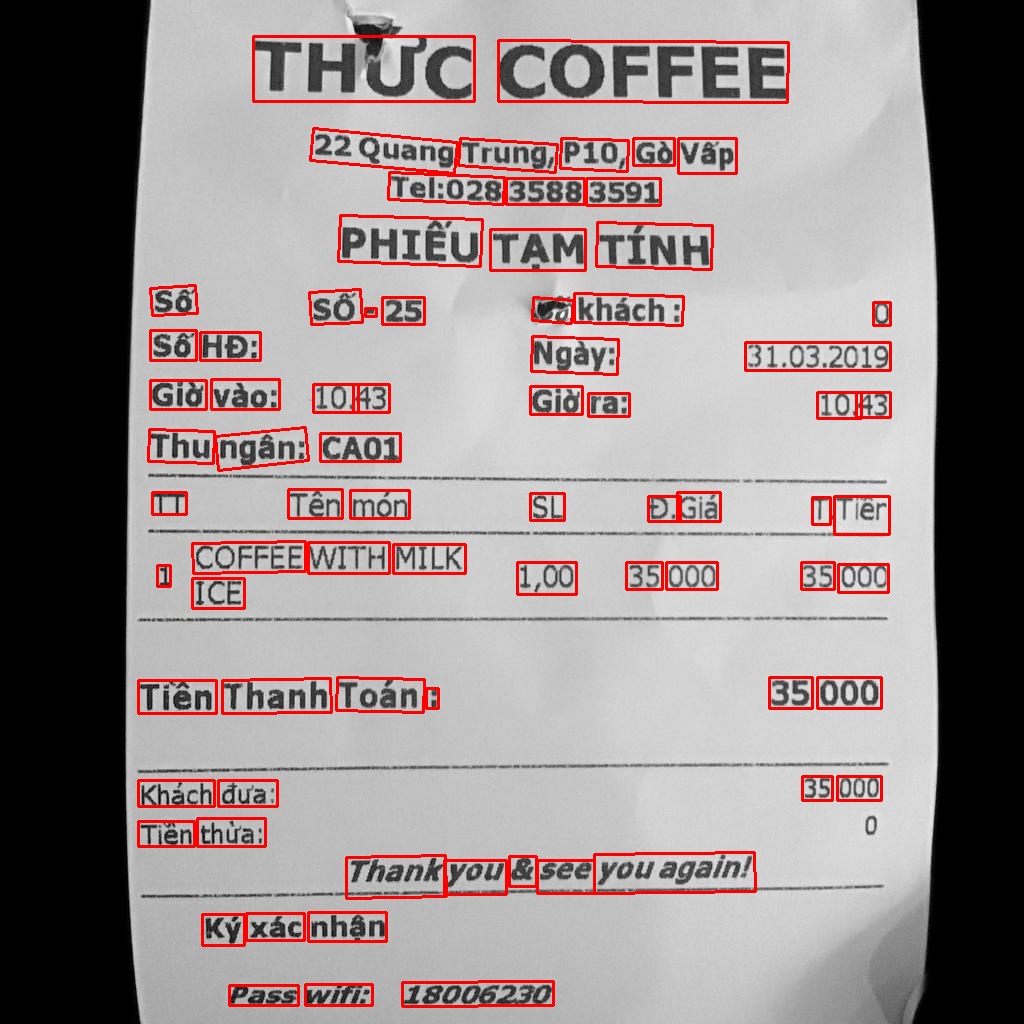 THỨC COFFEE
22 Quang Trung, P10, Gò Vấp
Tel:028 3588 3591
PHIẾU TẠM TÍNH
Số SỐ - 25 khách : 0
Số HĐ: Ngày: 31.03.2019
Giờ vào: 10.43 Giờ ra: 10.43
Thu ngân: CA01
TT Tên món SL Đ.Giá T.Tiền
1 COFFEE WITH MILK ICE 1,00 35 000 35 000
Tiền Thanh Toán : 35 000
Khách đưa: 35 000
Tiền thừa: 0
Thank you & see you again!
Ký xác nhận
Pass wifi: 18006230